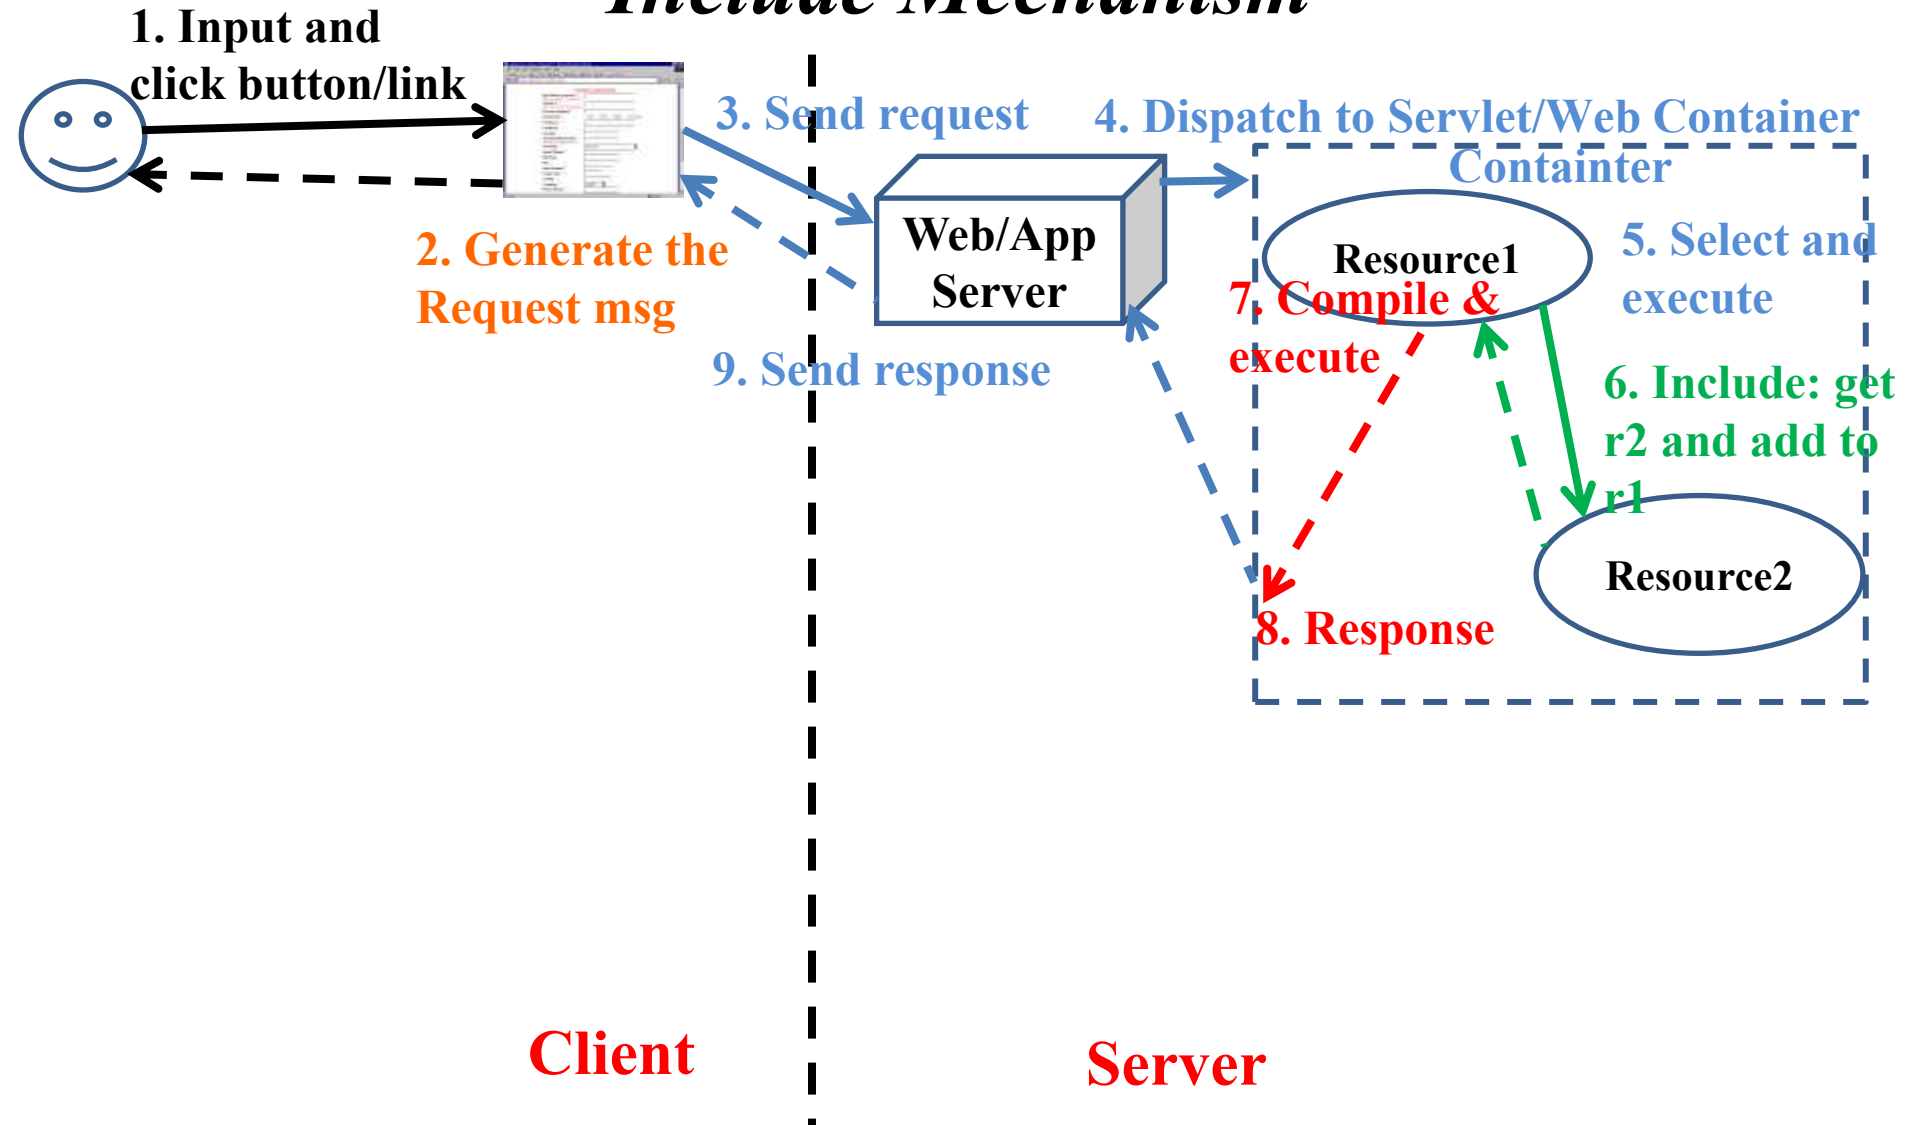 Include Mechanism
1. Input and
click button/link
3. Send request
4. Dispatch to Servlet/Web Container
Containter
Web/App
Server
2. Generate the
Request msg
Resource1
5. Select and
execute
7. Compile &
execute
9. Send response
6. Include: get
r2 and add to
r1
Resource2
8. Response
Client
Server